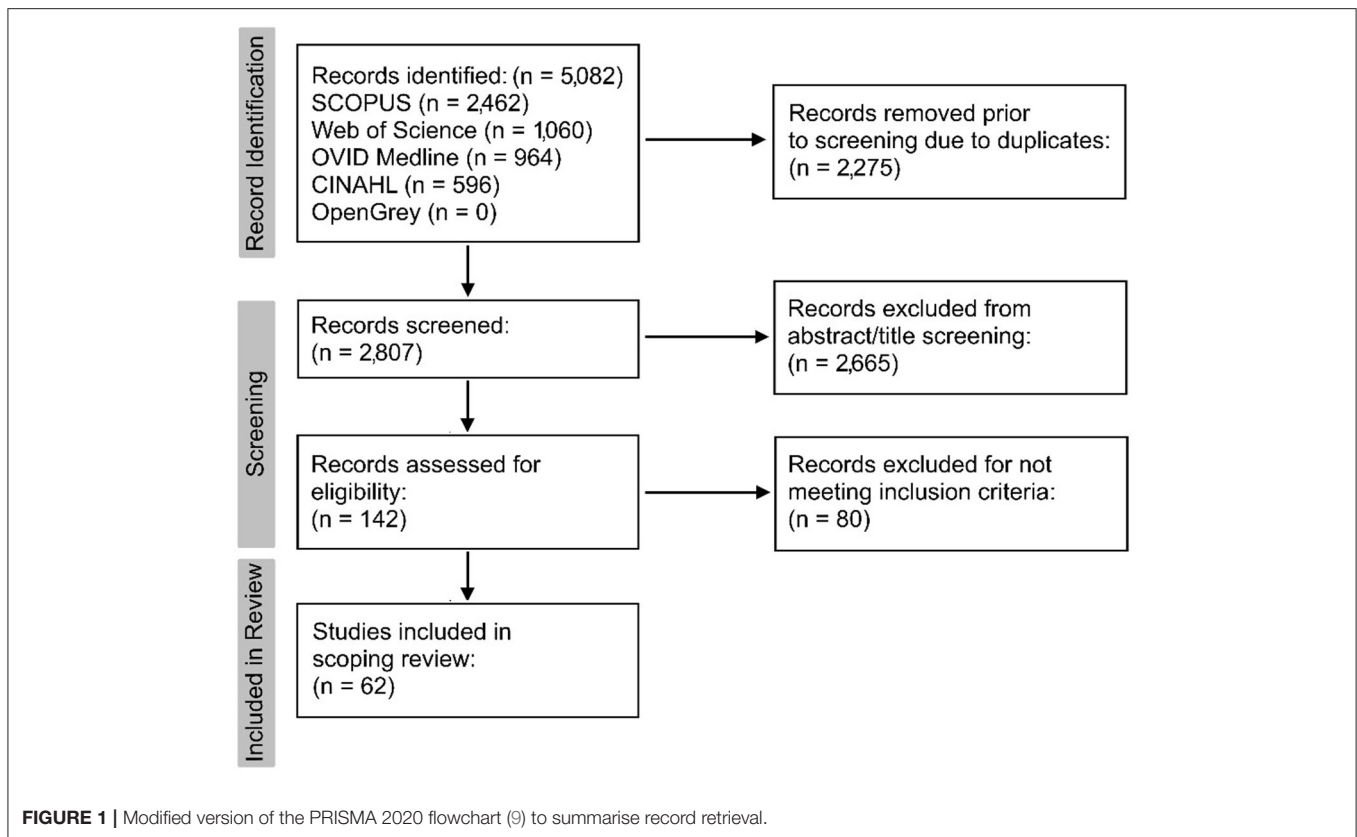 Record Identification
Records identified: (n = 5,082)
SCOPUS (n = 2,462)
Web of Science (n = 1,060)
OVID Medline (n = 964)
CINAHL (n = 596)
OpenGrey (n = 0)
Records removed prior
to screening due to duplicates:
(n = 2,275)
Screening
Records screened:
(n = 2,807)
Records excluded from
abstract/title screening:
(n = 2,665)
Records assessed for
eligibility:
(n = 142)
Records excluded for not
meeting inclusion criteria:
(n = 80)
Included in Review
Studies included in
scoping review:
(n = 62)
FIGURE 1 | Modified version of the PRISMA 2020 flowchart (9) to summarise record retrieval.